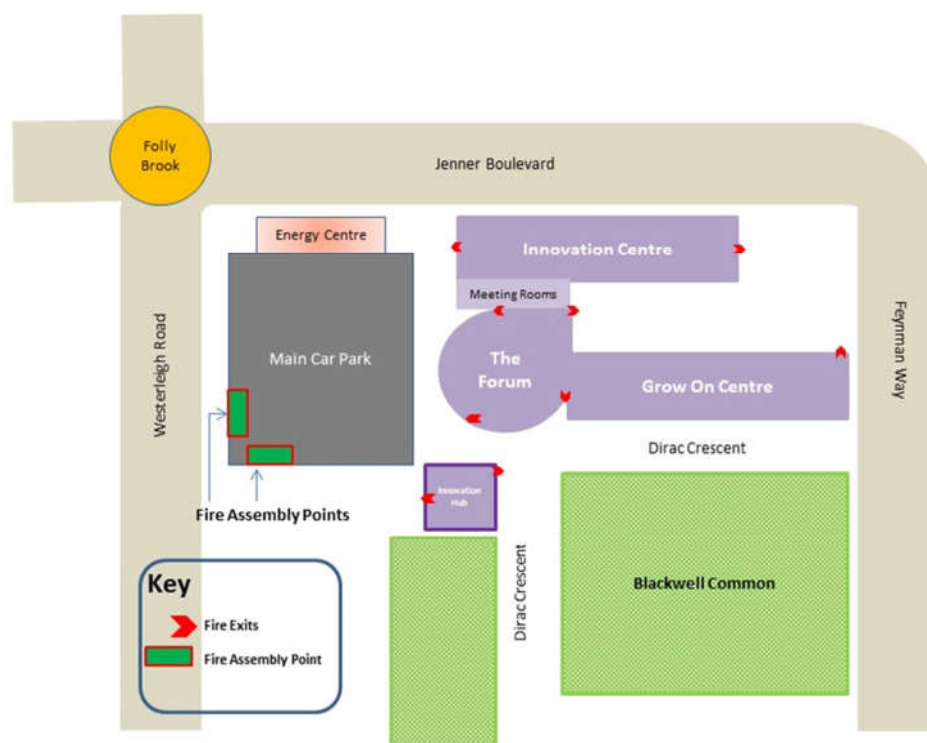 Folly
Brook
Jenner Boulevard
Energy Centre
Innovation Centre
Meeting Rooms
Westerleigh Road
Main Car Park
The
Forum
Grow On Centre
Feynman Way
Dirac Crescent
Innovation
Hub
Fire Assembly Points
Dirac Crescent
Blackwell Common
Key
Fire Exits
Fire Assembly Point